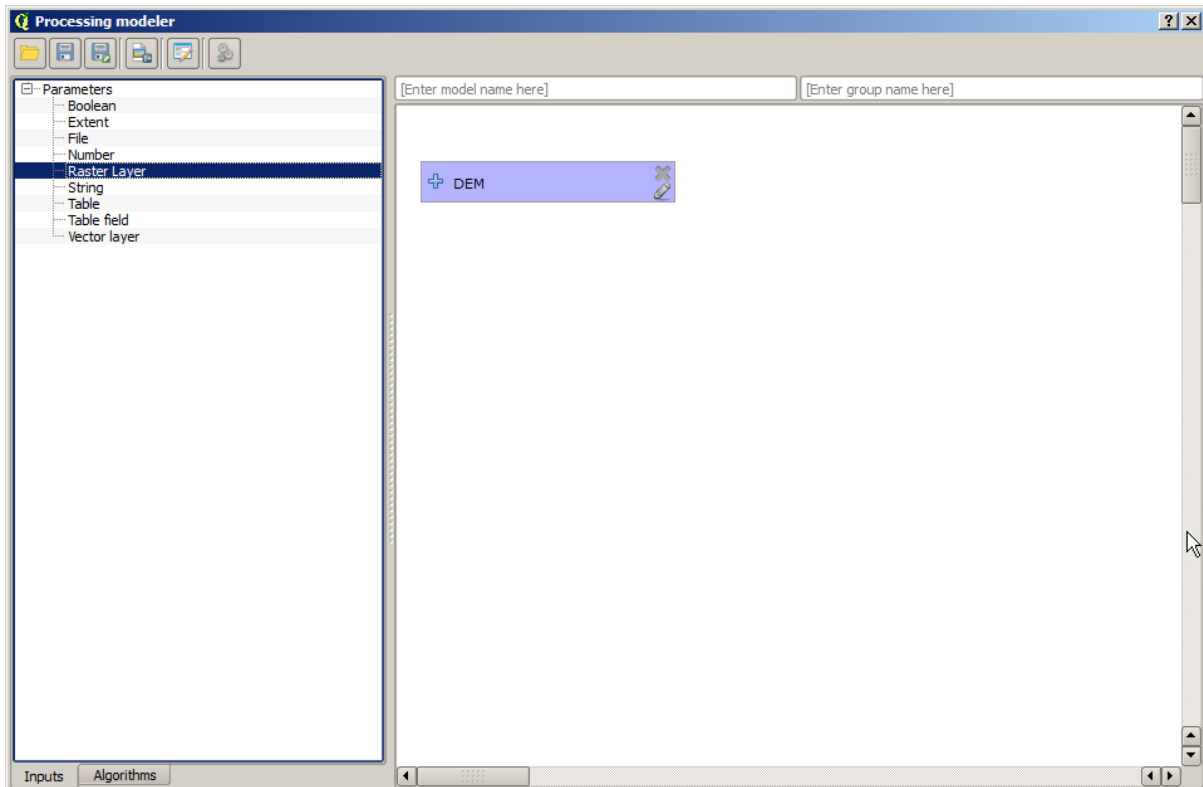 Processing modeler
Parameters
Boolean
Extent
File
Number
Raster Layer
String
Table
Table field
Vector layer
Inputs
Algorithms
[Enter model name here]
[Enter group name here]
DEM